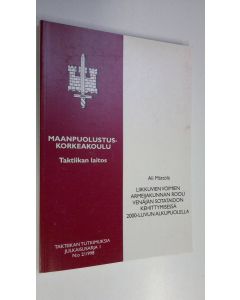 MAANPUOLUSTUS-
KORKEAKOULU
Taktiikan laitos
TAKTIIKAN TUTKIMUKSIA
JULKAISUSARJA 1
N:o 2/1998
Ali Mättölä
LIIKKUVIEN VOIMIEN
ARMEIJAKUNNAN ROOLI
VENÄJÄN SOTATAIDON
KEHITTYMISESSÄ
2000-LUVUN ALKUPUOLELLA